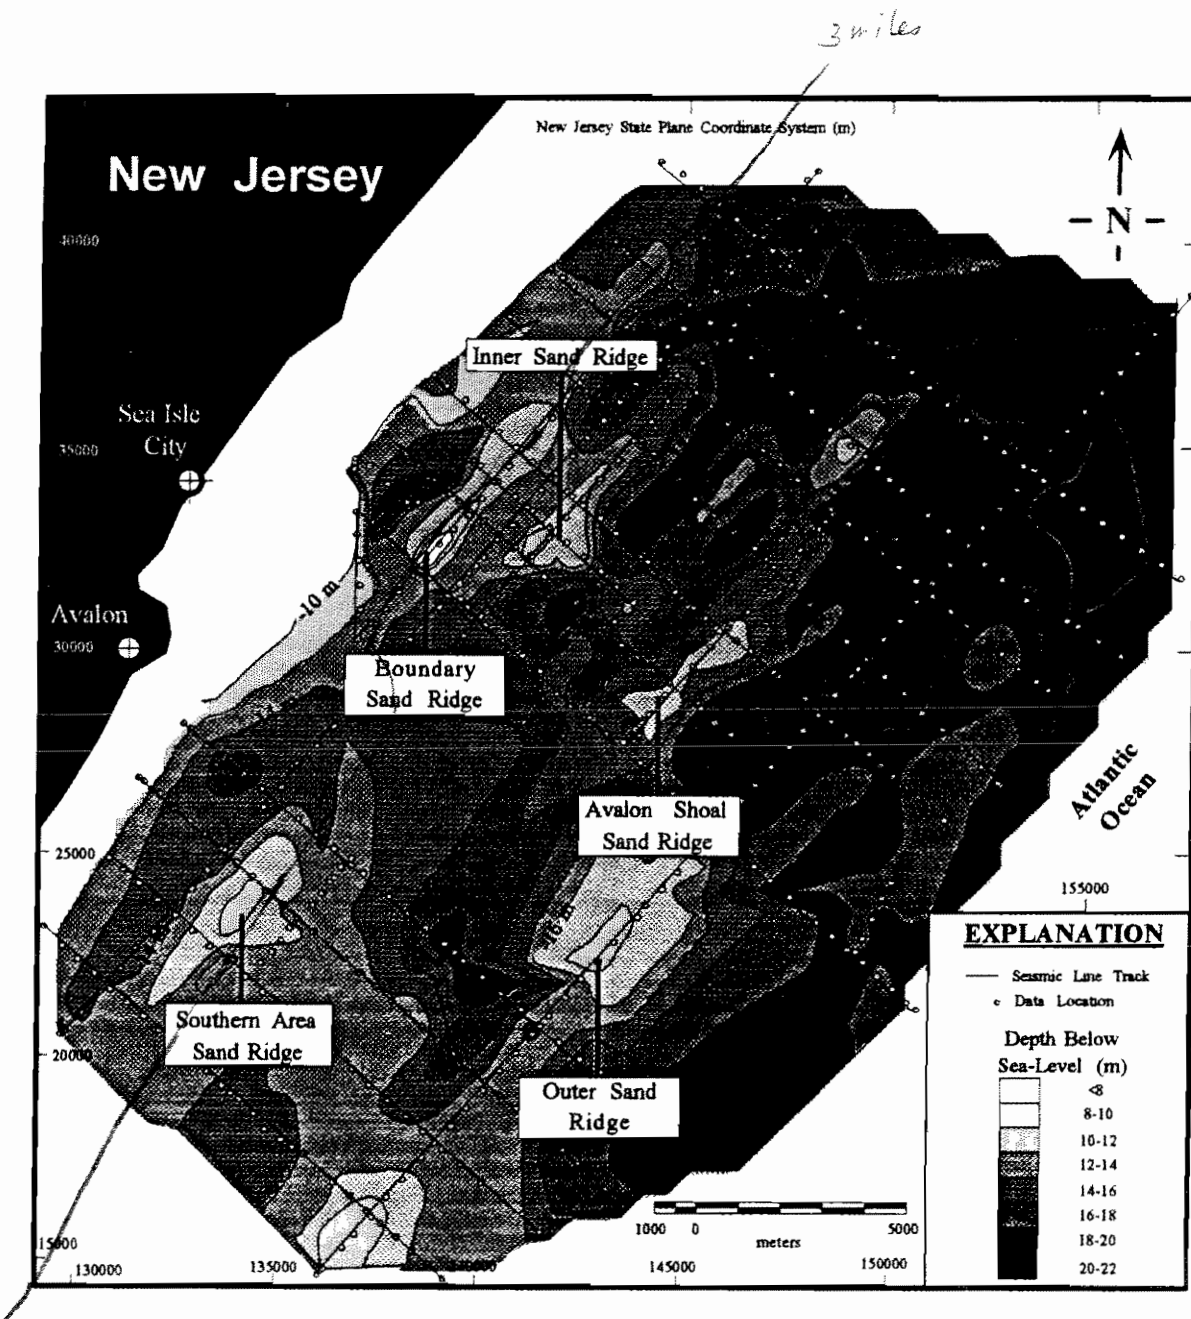 3 miles
New Jersey State Plane Coordinate System (m)
New Jersey
N
40000
Inner Sand Ridge
Sea Isle
City
35000
-10 m
Avalon
30000
Boundary
Sand Ridge
Atlantic
Ocean
Avalon Shoal
Sand Ridge
25000
155000
EXPLANATION
Seismic Line Track
Data Location
Depth Below
Sea-Level (m)
<8
8-10
10-12
12-14
14-16
16-18
18-20
20-22
Southern Area
Sand Ridge
20000
Outer Sand
Ridge
1000 0 5000
meters
15000
130000 135000 145000 150000